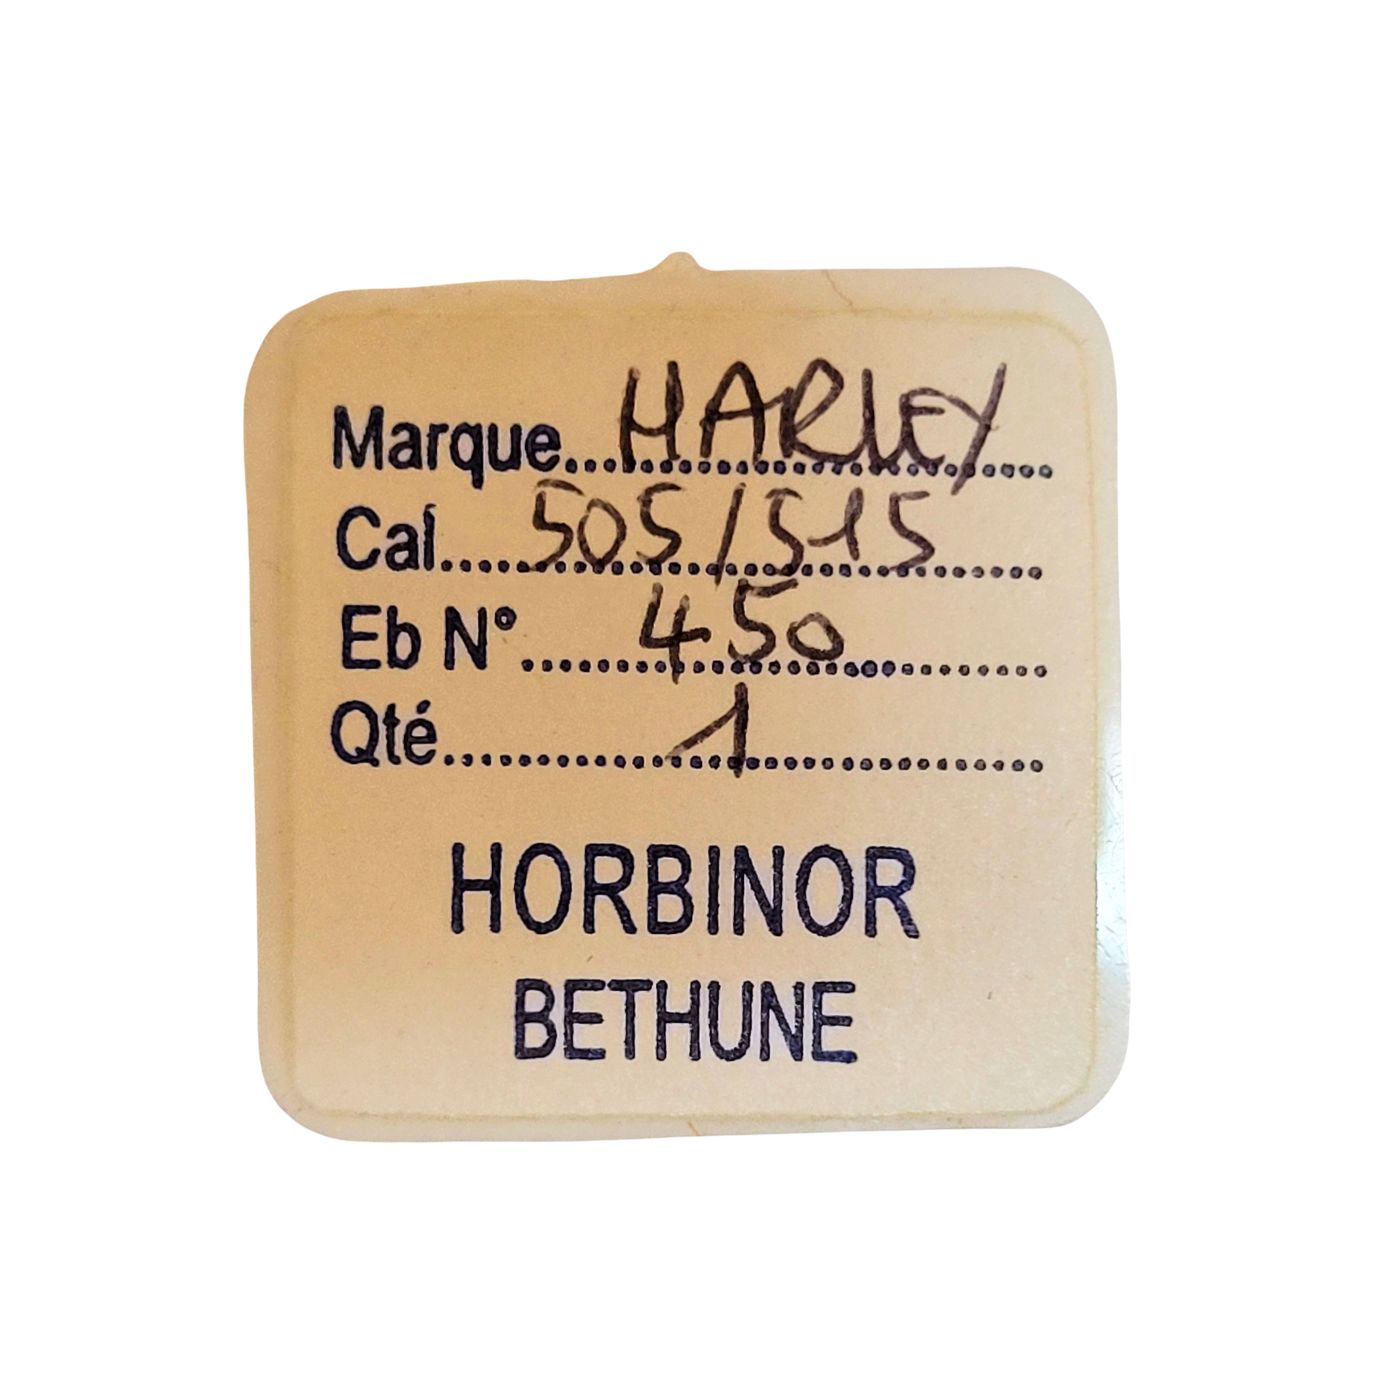 Marque...HARLEY...
Cal...505/515...
Eb N°...450...
Qté...1...
HORBINOR
BETHUNE